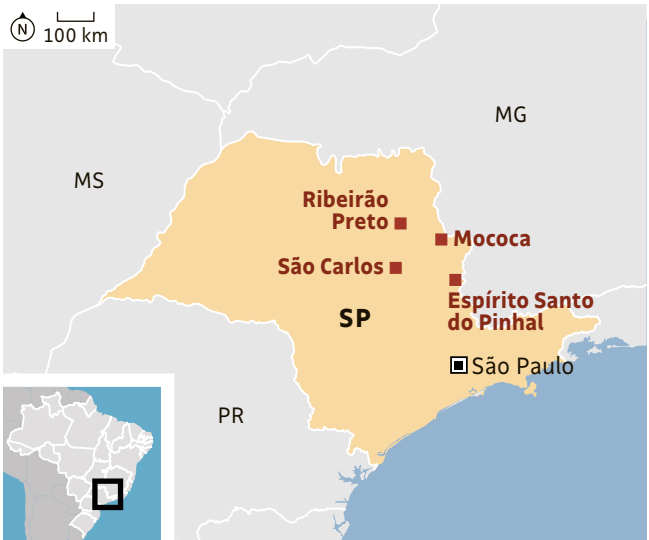 N
100 km
MG
MS
Ribeirão
Preto
Mococa
São Carlos
Espírito Santo
do Pinhal
SP
São Paulo
PR